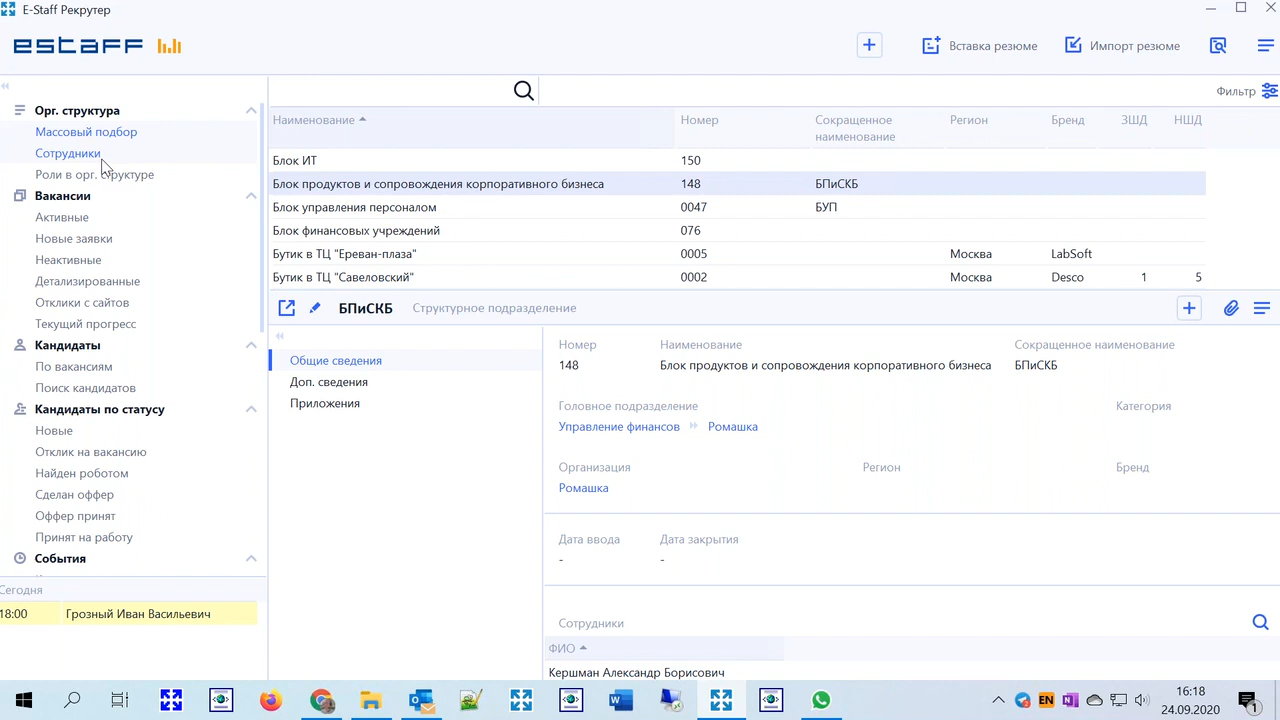 E-Staff Рекрутер
estaff
Вставка резюме
Импорт резюме
Фильтр
Орг. структура
Массовый подбор
Сотрудники
Роли в орг. структуре
Вакансии
Активные
Новые заявки
Неактивные
Детализированные
Отклики с сайтов
Текущий прогресс
Кандидаты
По вакансиям
Поиск кандидатов
Кандидаты по статусу
Новые
Отклик на вакансию
Найден роботом
Сделан оффер
Оффер принят
Принят на работу
События
Сегодня
18:00 Грозный Иван Васильевич
Наименование Номер Сокращенное наименование Регион Бренд ЗШД НШД
Блок ИТ 150
Блок продуктов и сопровождения корпоративного бизнеса 148 БПиСКБ
Блок управления персоналом 0047 БУП
Блок финансовых учреждений 076
Бутик в ТЦ "Ереван-плаза" 0005 Москва LabSoft
Бутик в ТЦ "Савеловский" 0002 Москва Desco 1 5
БПиСКБ Структурное подразделение
Общие сведения
Доп. сведения
Приложения
Номер Наименование Сокращенное наименование
148 Блок продуктов и сопровождения корпоративного бизнеса БПиСКБ
Головное подразделение Категория
Управление финансов Ромашка
Организация Регион Бренд
Ромашка
Дата ввода Дата закрытия
- -
Сотрудники
ФИО
Кершман Александр Борисович
EN
16:18
24.09.2020
1